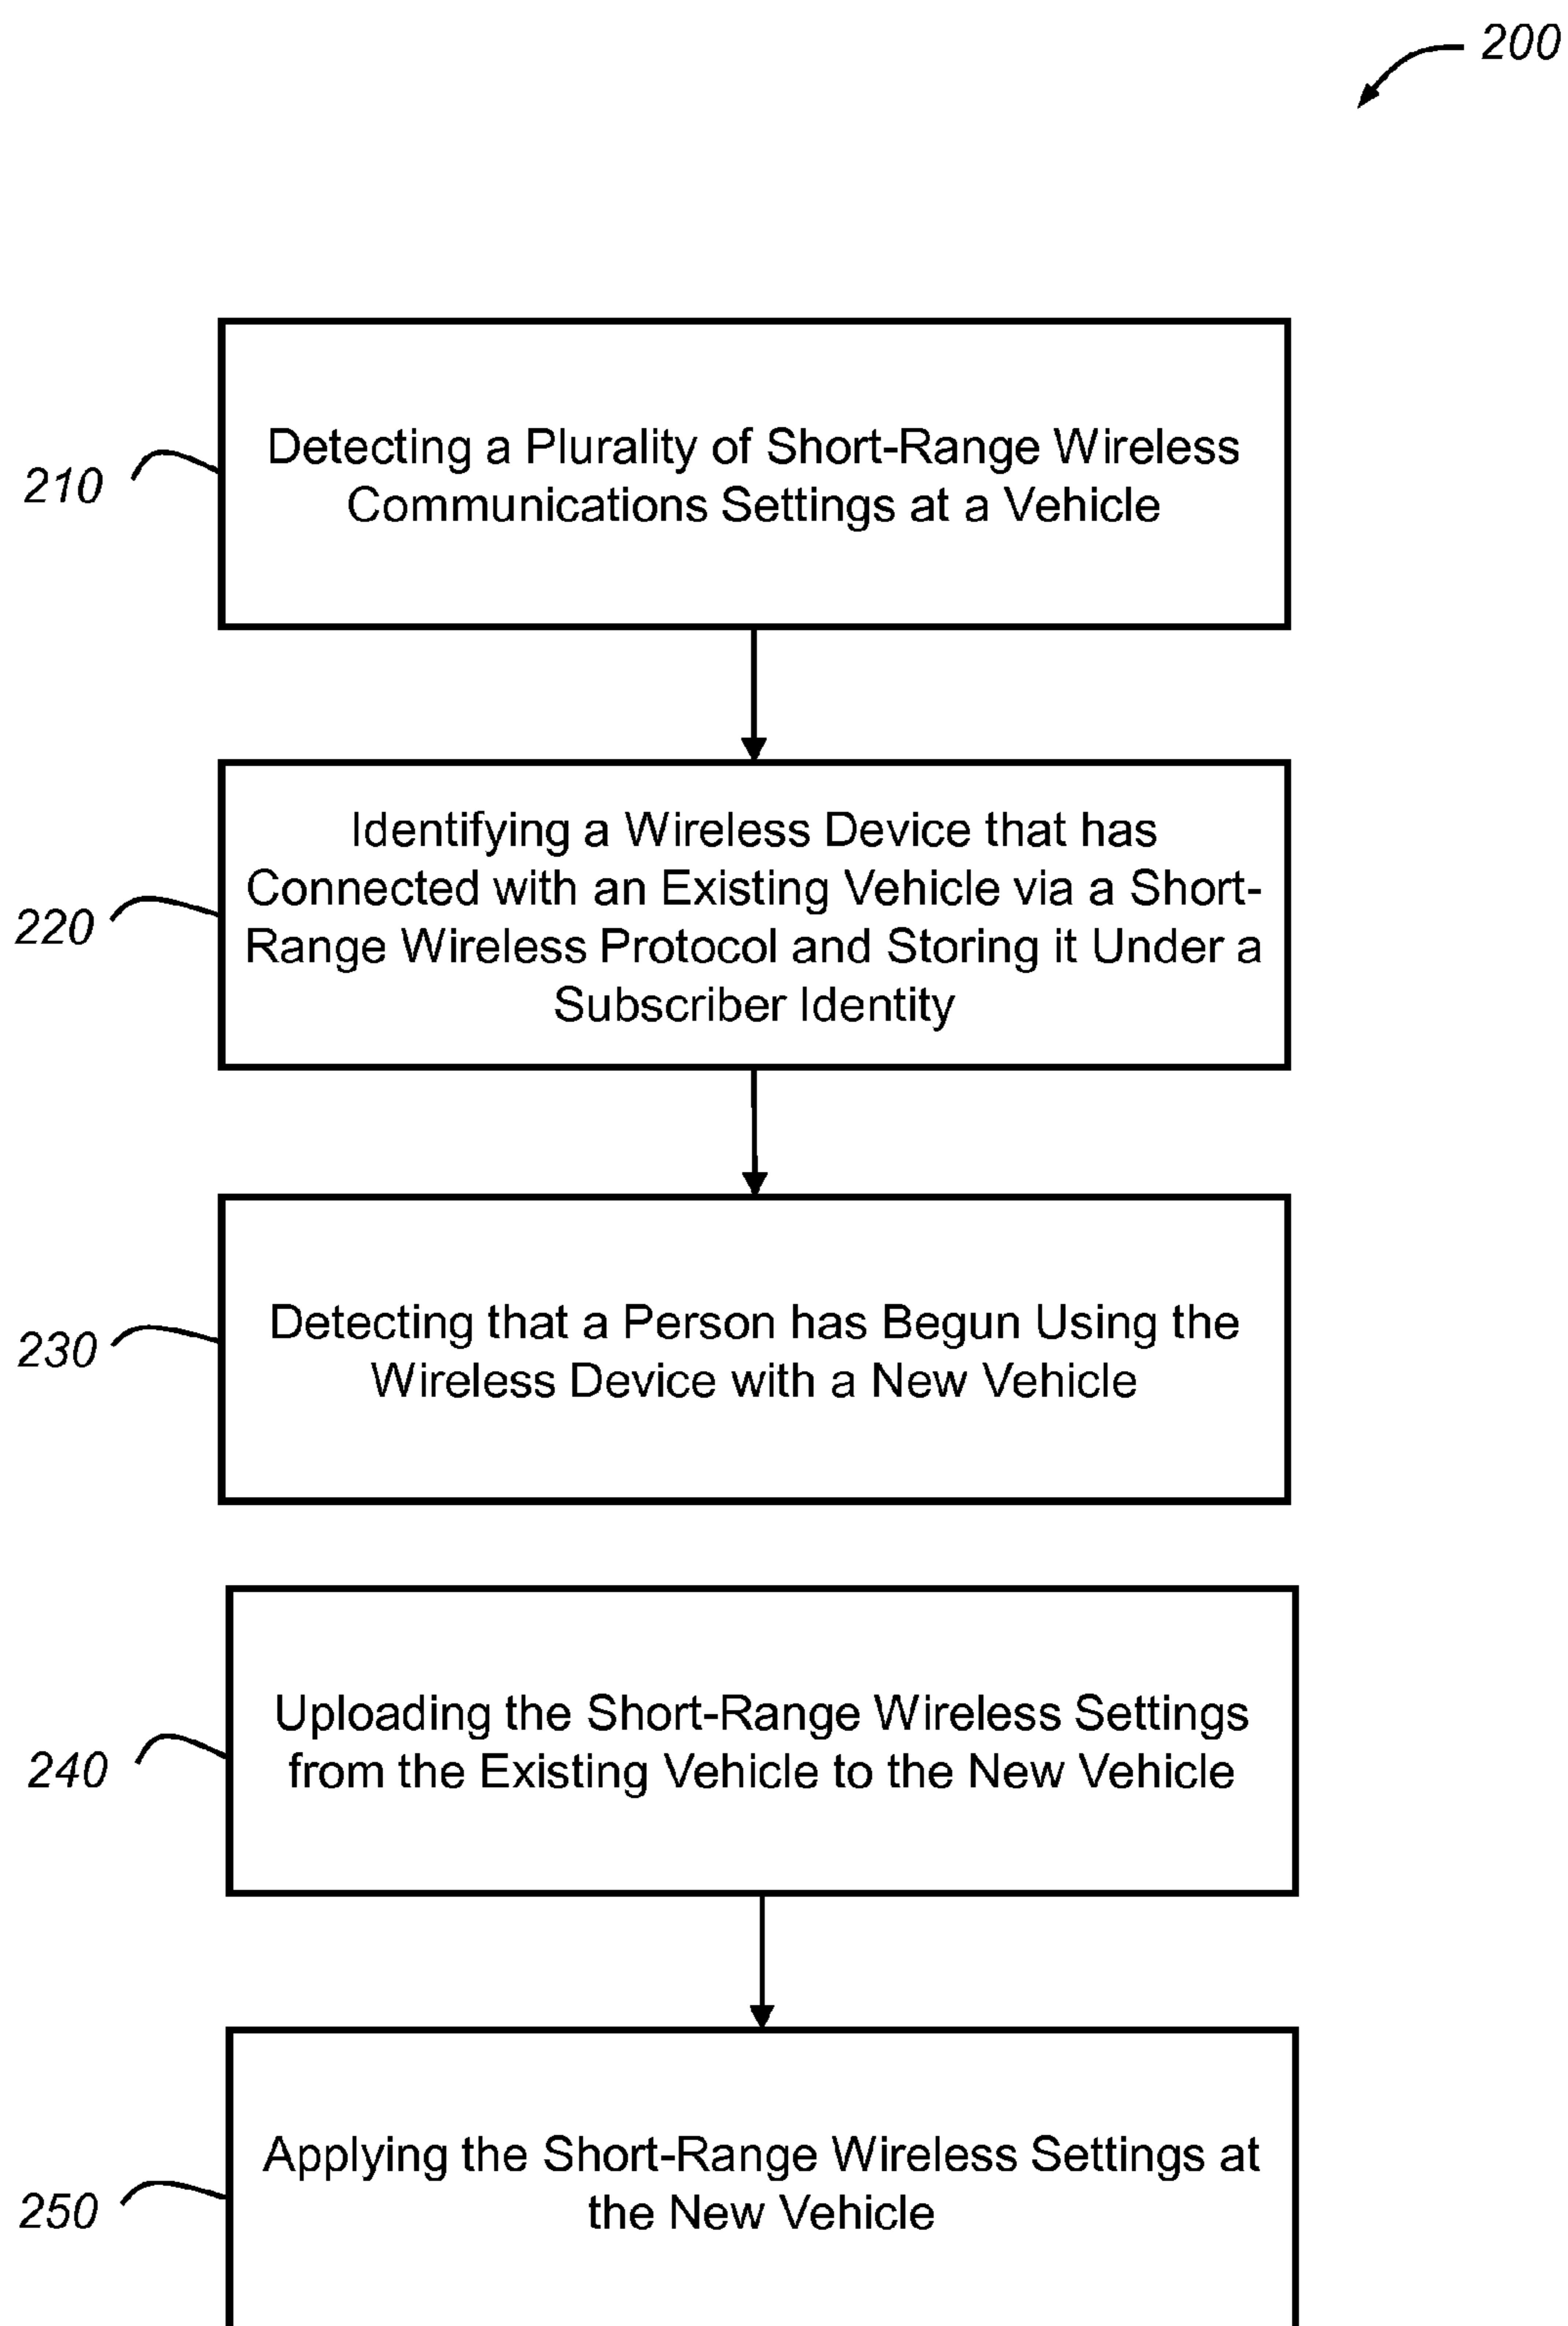 200
210
Detecting a Plurality of Short-Range Wireless
Communications Settings at a Vehicle
220
Identifying a Wireless Device that has
Connected with an Existing Vehicle via a Short-
Range Wireless Protocol and Storing it Under a
Subscriber Identity
230
Detecting that a Person has Begun Using the
Wireless Device with a New Vehicle
240
Uploading the Short-Range Wireless Settings
from the Existing Vehicle to the New Vehicle
250
Applying the Short-Range Wireless Settings at
the New Vehicle